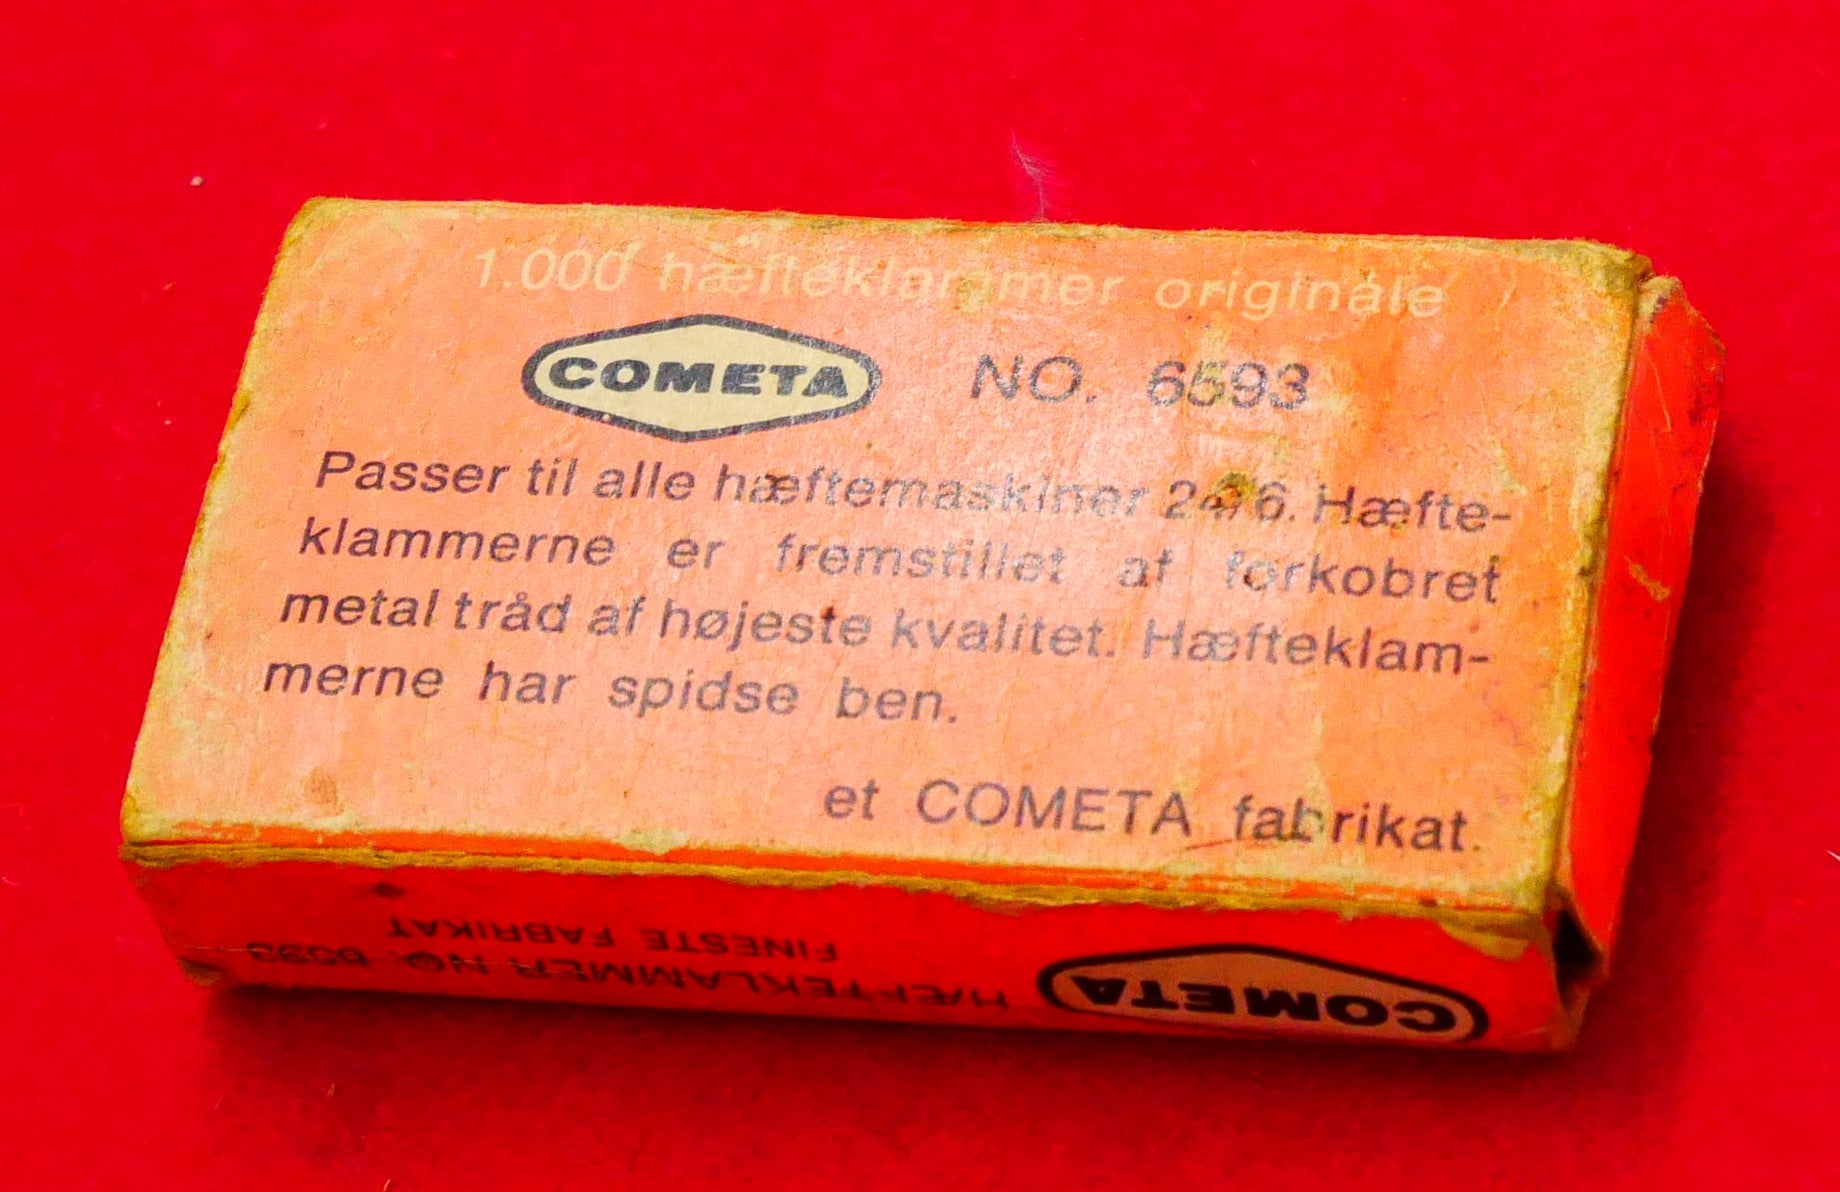 1.000 hæfteklammer originale
COMETA NO. 6593
Passer til alle hæftemaskiner 24/6. Hæfte-
klammerne er fremstillet af forkobret
metal tråd af højeste kvalitet. Hæfteklam-
merne har spidse ben.
et COMETA fabrikat.
COMETA HÆFTEKLAMMER NO. 6593
FINESTE FABRIKAT